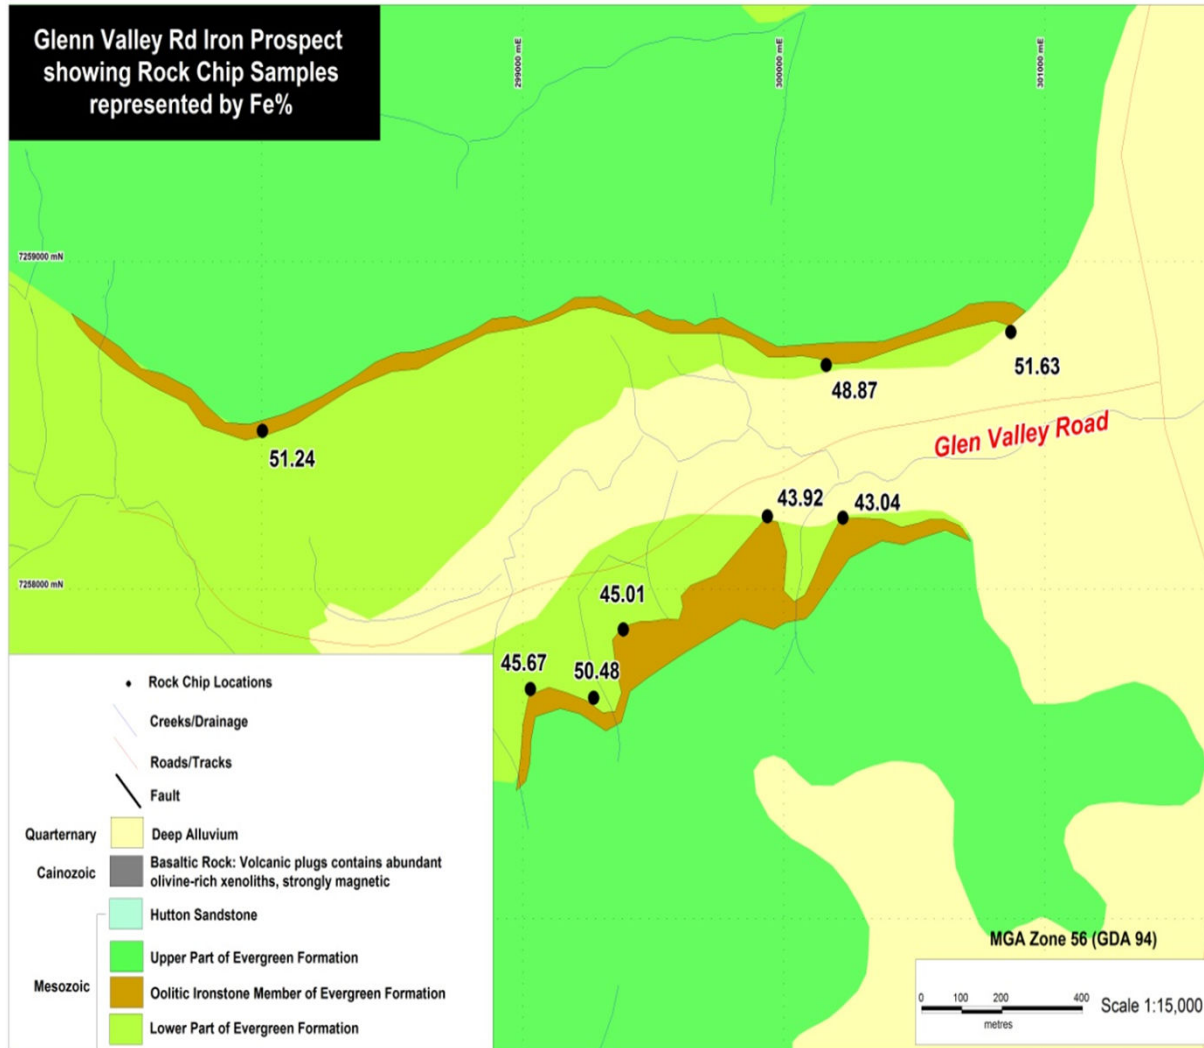 Glenn Valley Rd Iron Prospect
showing Rock Chip Samples
represented by Fe%
299000 mE
300000 mE
301000 mE
7259000 mN
51.63
48.87
Glen Valley Road
51.24
43.92
43.04
7258000 mN
45.01
45.67
50.48
Rock Chip Locations
Creeks/Drainage
Roads/Tracks
Fault
Quarternary
Deep Alluvium
Cainozoic
Basaltic Rock: Volcanic plugs contains abundant
olivine-rich xenoliths, strongly magnetic
Hutton Sandstone
Upper Part of Evergreen Formation
Mesozoic
Oolitic Ironstone Member of Evergreen Formation
Lower Part of Evergreen Formation
MGA Zone 56 (GDA 94)
0 100 200 400
metres
Scale 1:15,000